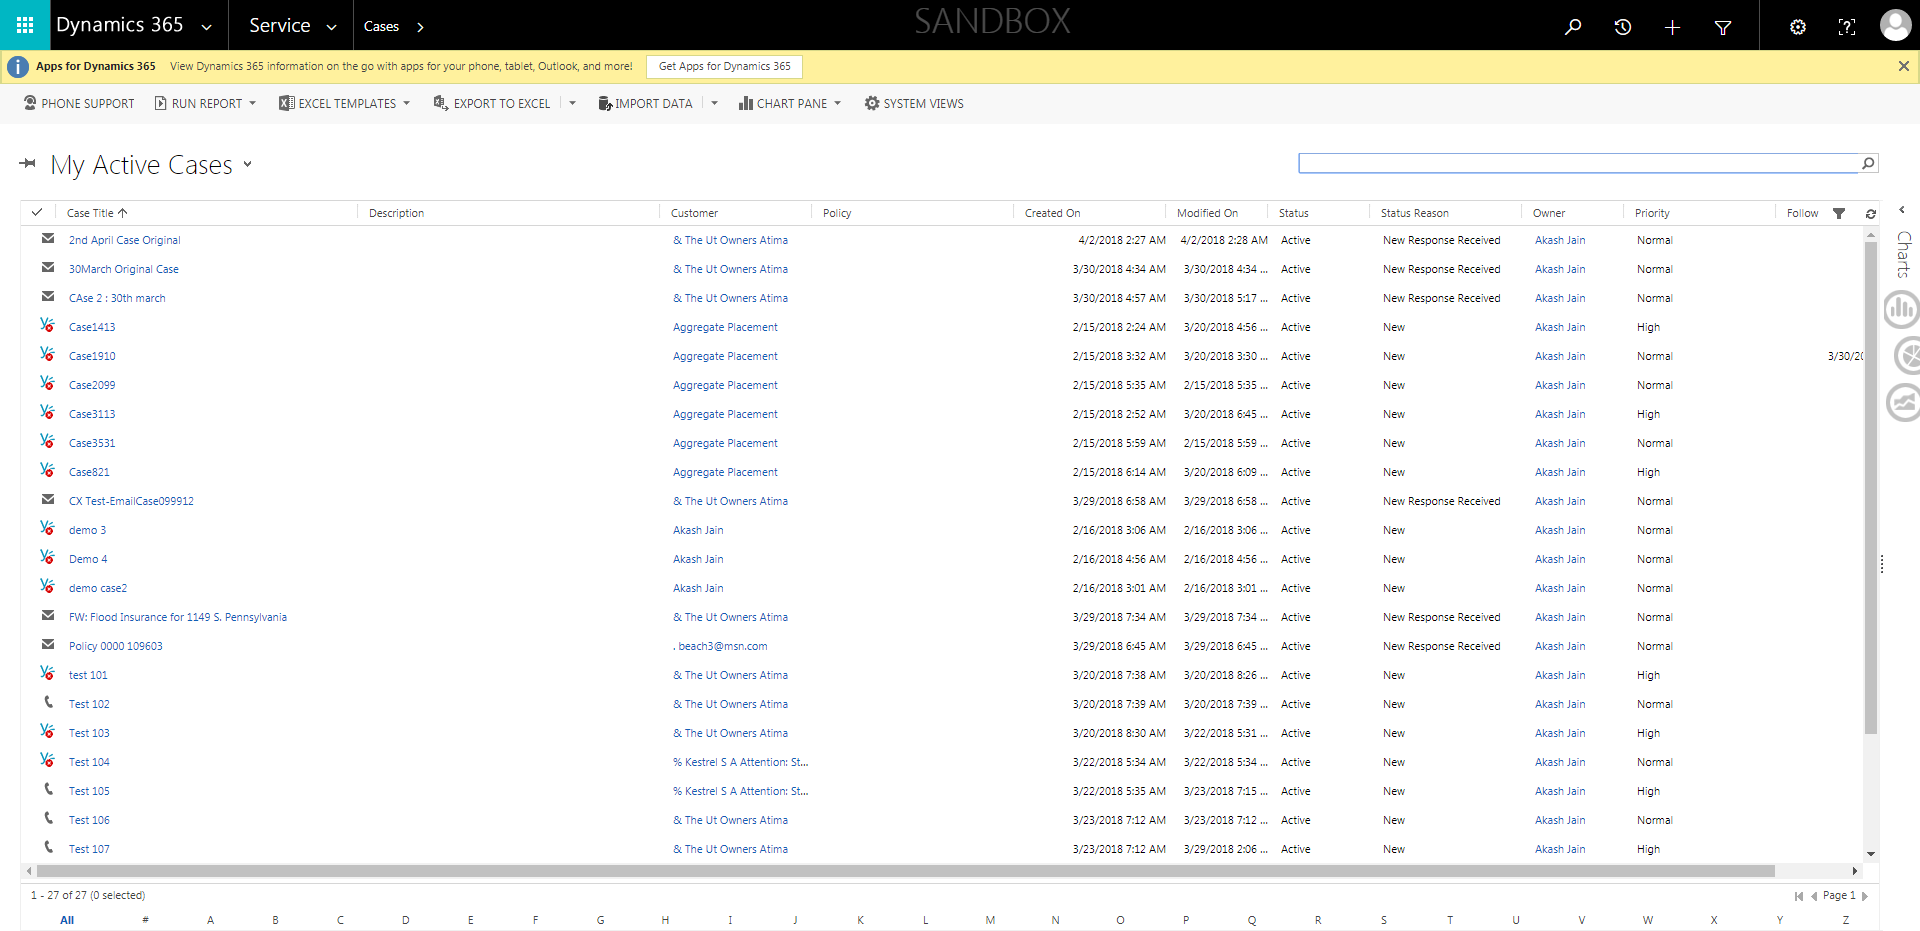 Dynamics 365 Service Cases SANDBOX
Apps for Dynamics 365 View Dynamics 365 information on the go with apps for your phone, tablet, Outlook, and more! Get Apps for Dynamics 365
PHONE SUPPORT RUN REPORT EXCEL TEMPLATES EXPORT TO EXCEL IMPORT DATA CHART PANE SYSTEM VIEWS
My Active Cases
Case Title Description Customer Policy Created On Modified On Status Status Reason Owner Priority Follow
2nd April Case Original & The Ut Owners Atima 4/2/2018 2:27 AM 4/2/2018 2:28 AM Active New Response Received Akash Jain Normal
30March Original Case & The Ut Owners Atima 3/30/2018 4:34 AM 3/30/2018 4:34 ... Active New Response Received Akash Jain Normal
CAse 2 : 30th march & The Ut Owners Atima 3/30/2018 4:57 AM 3/30/2018 5:17 ... Active New Response Received Akash Jain Normal
Case1413 Aggregate Placement 2/15/2018 2:24 AM 3/20/2018 4:56 ... Active New Akash Jain High
Case1910 Aggregate Placement 2/15/2018 3:32 AM 3/20/2018 3:30 ... Active New Akash Jain Normal 3/30/20
Case2099 Aggregate Placement 2/15/2018 5:35 AM 2/15/2018 5:35 ... Active New Akash Jain Normal
Case3113 Aggregate Placement 2/15/2018 2:52 AM 3/20/2018 6:45 ... Active New Akash Jain High
Case3531 Aggregate Placement 2/15/2018 5:59 AM 2/15/2018 5:59 ... Active New Akash Jain Normal
Case821 Aggregate Placement 2/15/2018 6:14 AM 3/20/2018 6:09 ... Active New Akash Jain High
CX Test-EmailCase099912 & The Ut Owners Atima 3/29/2018 6:58 AM 3/29/2018 6:58 ... Active New Response Received Akash Jain Normal
demo 3 Akash Jain 2/16/2018 3:06 AM 2/16/2018 3:06 ... Active New Akash Jain Normal
Demo 4 Akash Jain 2/16/2018 4:56 AM 2/16/2018 4:56 ... Active New Akash Jain Normal
demo case2 Akash Jain 2/16/2018 3:01 AM 2/16/2018 3:01 ... Active New Akash Jain Normal
FW: Flood Insurance for 1149 S. Pennsylvania & The Ut Owners Atima 3/29/2018 7:34 AM 3/29/2018 7:34 ... Active New Response Received Akash Jain Normal
Policy 0000 109603 . beach3@msn.com 3/29/2018 6:45 AM 3/29/2018 6:45 ... Active New Response Received Akash Jain Normal
test 101 & The Ut Owners Atima 3/20/2018 7:38 AM 3/20/2018 8:26 ... Active New Akash Jain High
Test 102 & The Ut Owners Atima 3/20/2018 7:39 AM 3/20/2018 7:39 ... Active New Akash Jain Normal
Test 103 & The Ut Owners Atima 3/20/2018 8:30 AM 3/22/2018 5:31 ... Active New Akash Jain High
Test 104 % Kestrel S A Attention: St... 3/22/2018 5:34 AM 3/22/2018 5:34 ... Active New Akash Jain Normal
Test 105 % Kestrel S A Attention: St... 3/22/2018 5:35 AM 3/23/2018 7:15 ... Active New Akash Jain High
Test 106 & The Ut Owners Atima 3/23/2018 7:12 AM 3/23/2018 7:12 ... Active New Akash Jain Normal
Test 107 & The Ut Owners Atima 3/23/2018 7:12 AM 3/29/2018 2:06 ... Active New Akash Jain High
Charts
1 - 27 of 27 (0 selected) Page 1
All # A B C D E F G H I J K L M N O P Q R S T U V W X Y Z